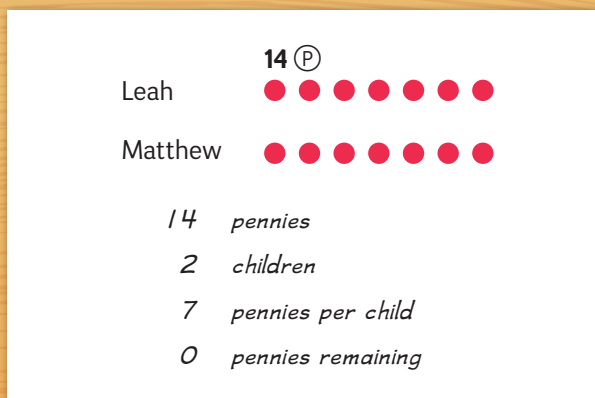 14 Ⓟ
Leah
Matthew
14 pennies
2 children
7 pennies per child
0 pennies remaining